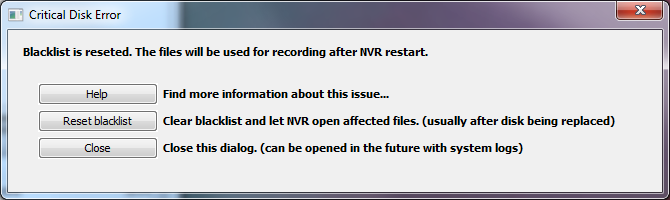 Critical Disk Error
Blacklist is reseted. The files will be used for recording after NVR restart.
Help Find more information about this issue...
Reset blacklist Clear blacklist and let NVR open affected files. (usually after disk being replaced)
Close Close this dialog. (can be opened in the future with system logs)